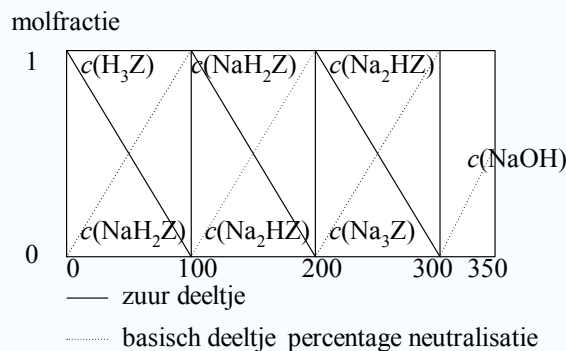 molfractie
1
c(H₃Z) c(NaH₂Z) c(Na₂HZ)
c(NaOH)
c(NaH₂Z) c(Na₂HZ) c(Na₃Z)
0
0 100 200 300 350
zuur deeltje
basisch deeltje percentage neutralisatie